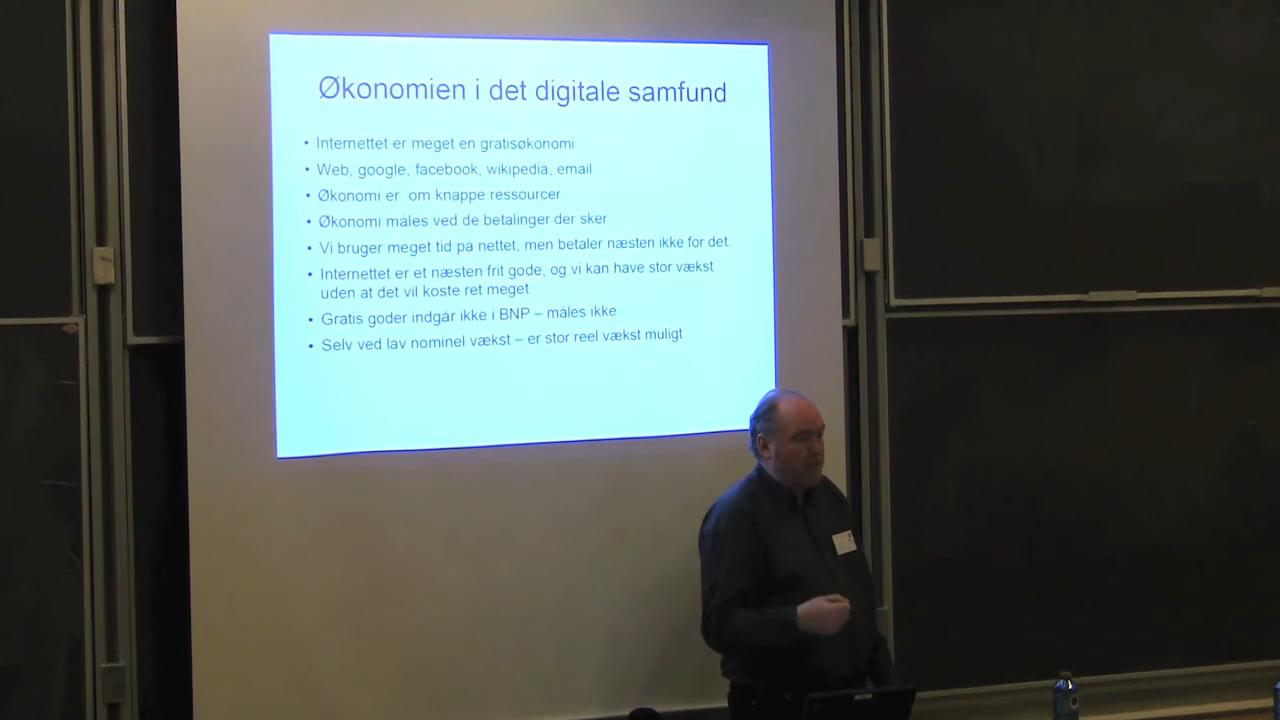 Økonomien i det digitale samfund
• Internettet er meget en gratisøkonomi
• Web, google, facebook, wikipedia, email
• Økonomi er om knappe ressourcer
• Økonomi måles ved de betalinger der sker
• Vi bruger meget tid på nettet, men betaler næsten ikke for det.
• Internettet er et næsten frit gode, og vi kan have stor vækst
uden at det vil koste ret meget
• Gratis goder indgår ikke i BNP – måles ikke
• Selv ved lav nominel vækst – er stor reel vækst muligt